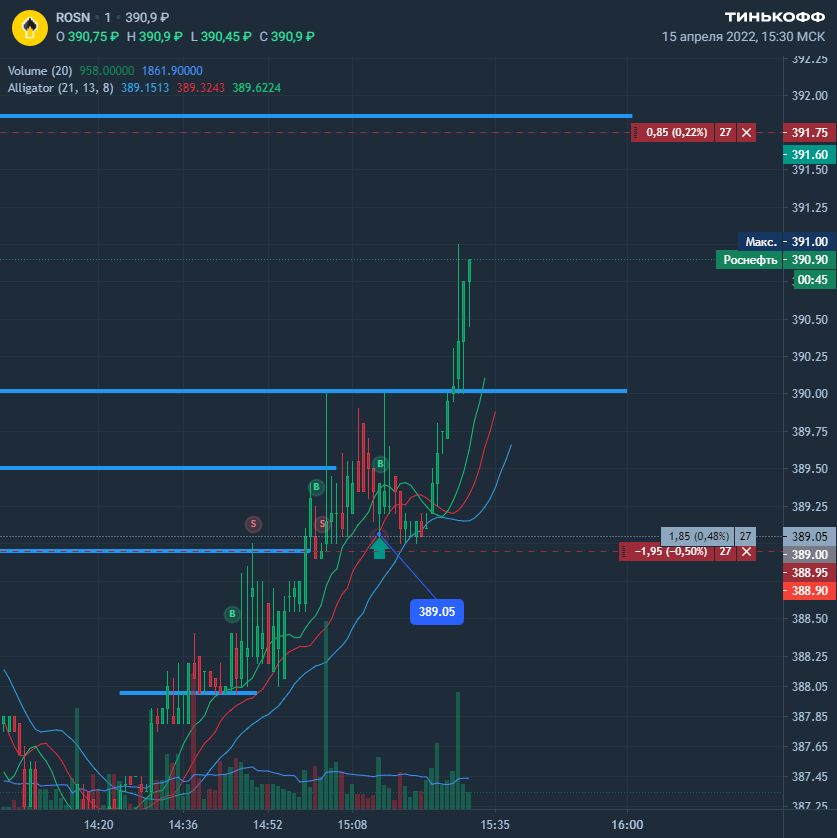 ROSN · 1 · 390,9 ₽
О 390,75 ₽ Н 390,9 ₽ L 390,45 ₽ С 390,9 ₽
ТИНЬКОФФ
15 апреля 2022, 15:30 МСК
Volume (20) 958.00000 1861.90000
Alligator (21, 13, 8) 389.1513 389.3243 389.6224
392.25
392.00
0,85 (0,22%) 27 ✕ 391.75
391.60
391.50
391.25
Макс. 391.00
Роснефть 390.90
00:45
390.50
390.25
390.00
389.75
389.50
B
B
389.25
S
S
1,85 (0,48%) 27 389.05
−1,95 (−0,50%) 27 ✕ 389.00
388.95
388.90
389.05
B
388.50
388.25
388.05
387.85
387.65
387.45
387.25
14:20 14:36 14:52 15:08 15:35 16:00